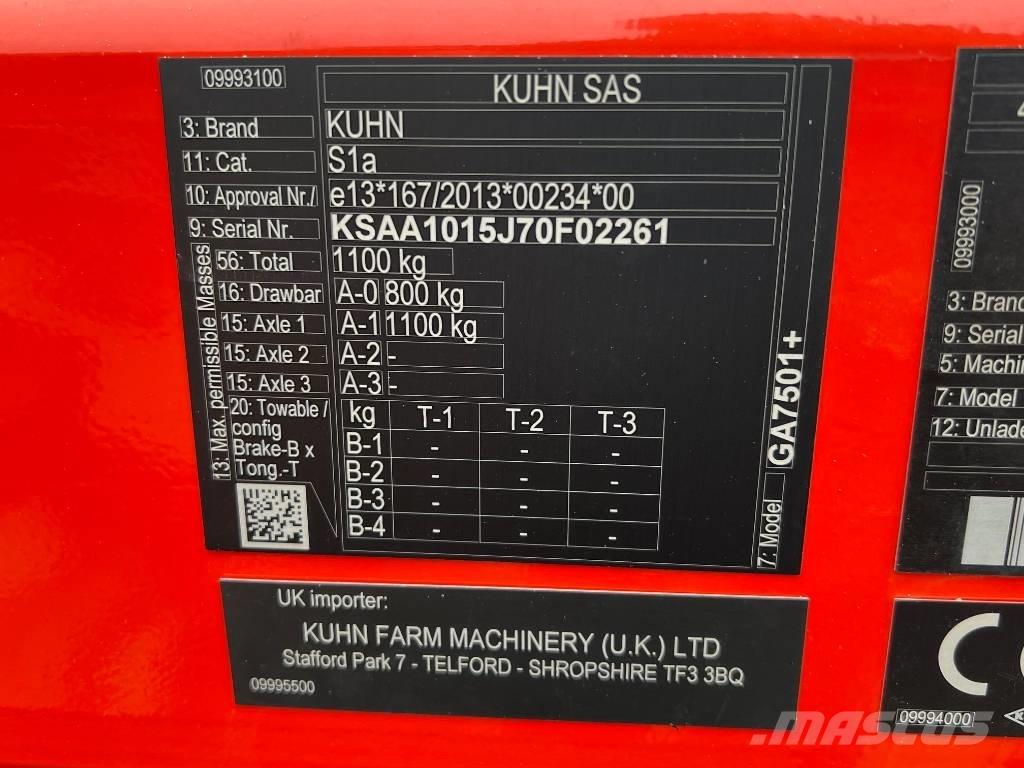 09993100
KUHN SAS
3: Brand KUHN
11: Cat. S1a
10: Approval Nr./ e13*167/2013*00234*00
9: Serial Nr. KSAA1015J70F02261
13: Max. permissible Masses
56: Total 1100 kg
16: Drawbar A-0 800 kg
15: Axle 1 A-1 1100 kg
15: Axle 2 A-2 -
15: Axle 3 A-3 -
20: Towable /
config
Brake-B x
Tong.-T
kg T-1 T-2 T-3
B-1 - - -
B-2 - - -
B-3 - - -
B-4 - - -
7: Model GA7501+
UK importer:
KUHN FARM MACHINERY (U.K.) LTD
Stafford Park 7 - TELFORD - SHROPSHIRE TF3 3BQ
09995500
09993000
3: Brand
9: Serial
5:
7: Model
12:
09994000
MASCUS